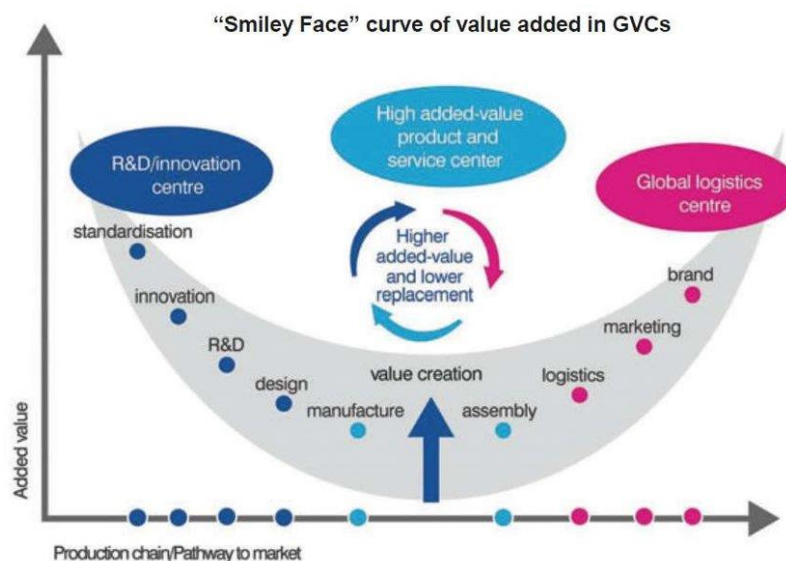 “Smiley Face” curve of value added in GVCs
High added-value
product and
service center
R&D/innovation
centre
Global logistics
centre
Higher
added-value
and lower
replacement
standardisation
innovation
R&D
design
manufacture
value creation
assembly
logistics
marketing
brand
Added value
Production chain/Pathway to market